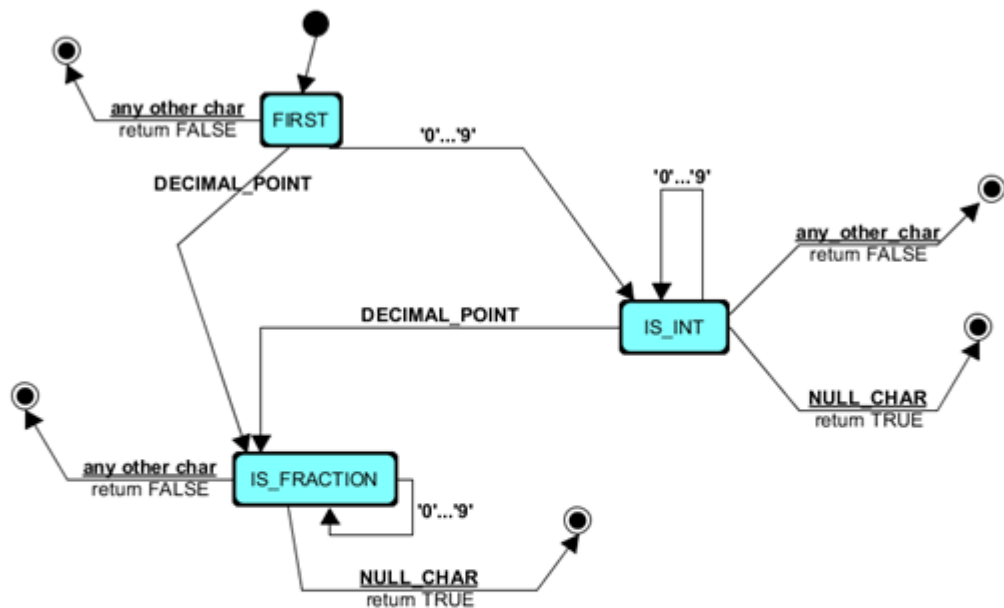 any other char
return FALSE
FIRST
'0'...'9'
DECIMAL_POINT
'0'...'9'
any_other_char
return FALSE
DECIMAL_POINT
IS_INT
NULL_CHAR
return TRUE
any other char
return FALSE
IS_FRACTION
'0'...'9'
NULL_CHAR
return TRUE